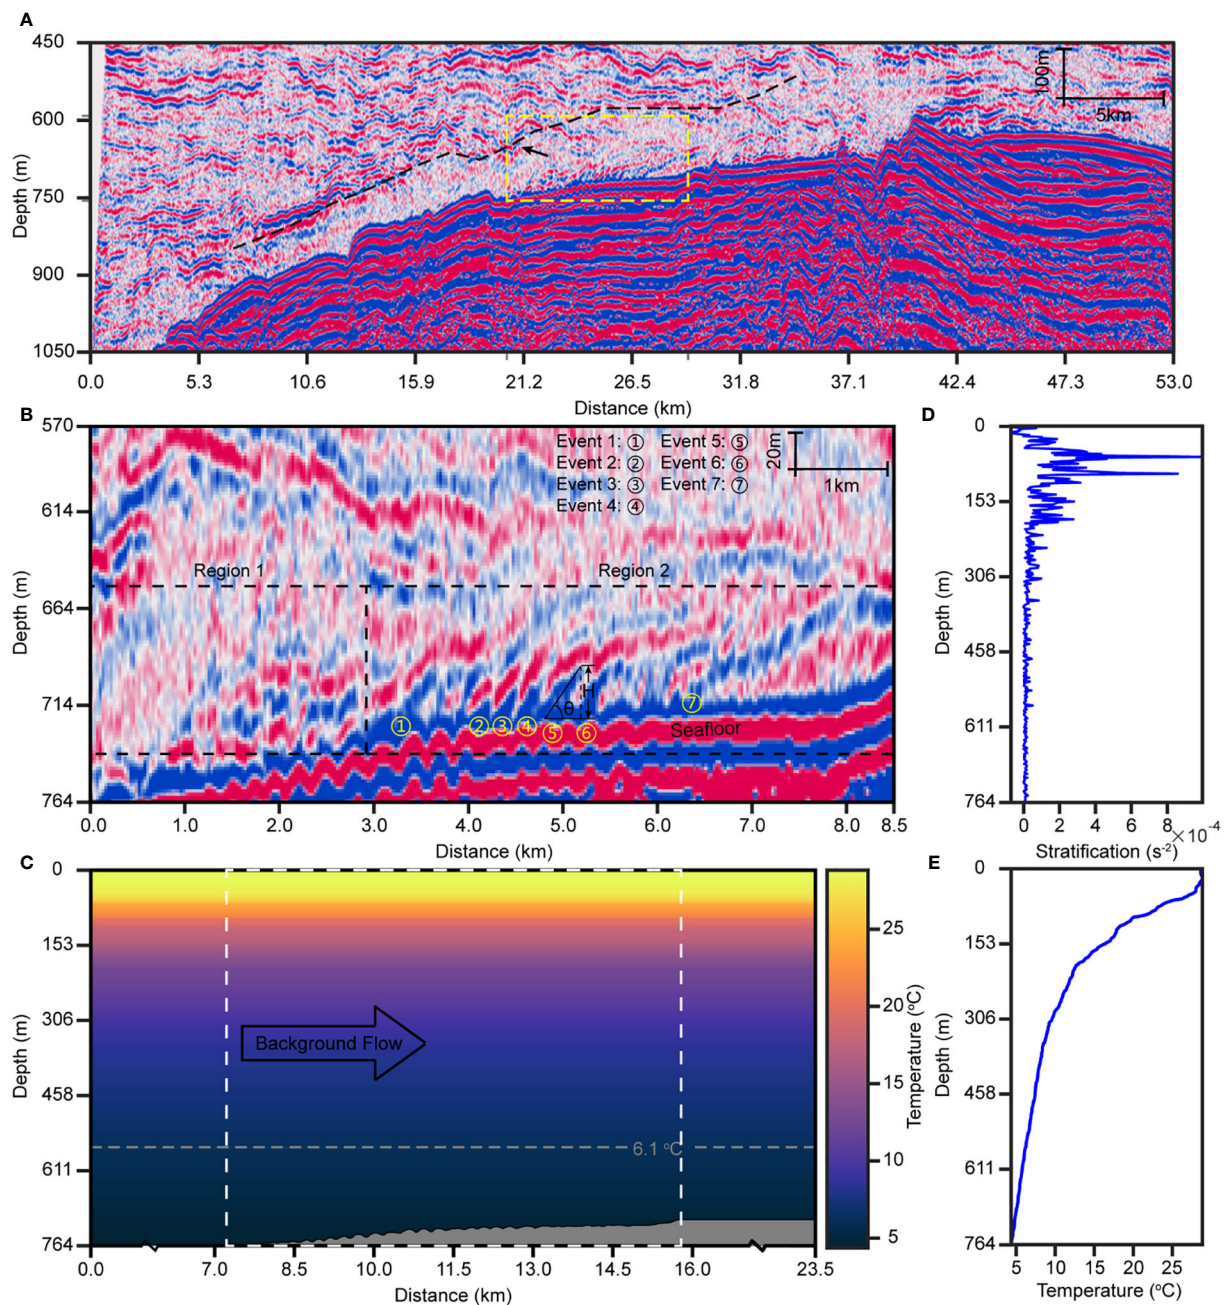 A
450
600
750
900
1050
Depth (m)
100m
5km
0.0 5.3 10.6 15.9 21.2 26.5 31.8 37.1 42.4 47.3 53.0
Distance (km)
B
570
614
664
714
764
Depth (m)
Event 1: ① Event 5: ⑤
Event 2: ② Event 6: ⑥
Event 3: ③ Event 7: ⑦
Event 4: ④
20m
1km
Region 1
Region 2
H
θ
① ② ③ ④ ⑤ ⑥ ⑦
Seafloor
0.0 1.0 2.0 3.0 4.0 5.0 6.0 7.0 8.0 8.5
Distance (km)
D
0
153
306
458
611
764
Depth (m)
0 2 4 6 8
×10⁻⁴
Stratification (s⁻²)
C
0
153
306
458
611
764
Depth (m)
Background Flow
6.1 ºC
0.0 7.0 8.5 10.0 11.5 13.0 14.5 16.0 23.5
Distance (km)
25
20
15
10
5
Temperature (ºC)
E
0
153
306
458
611
764
Depth (m)
5 10 15 20 25
Temperature (ºC)